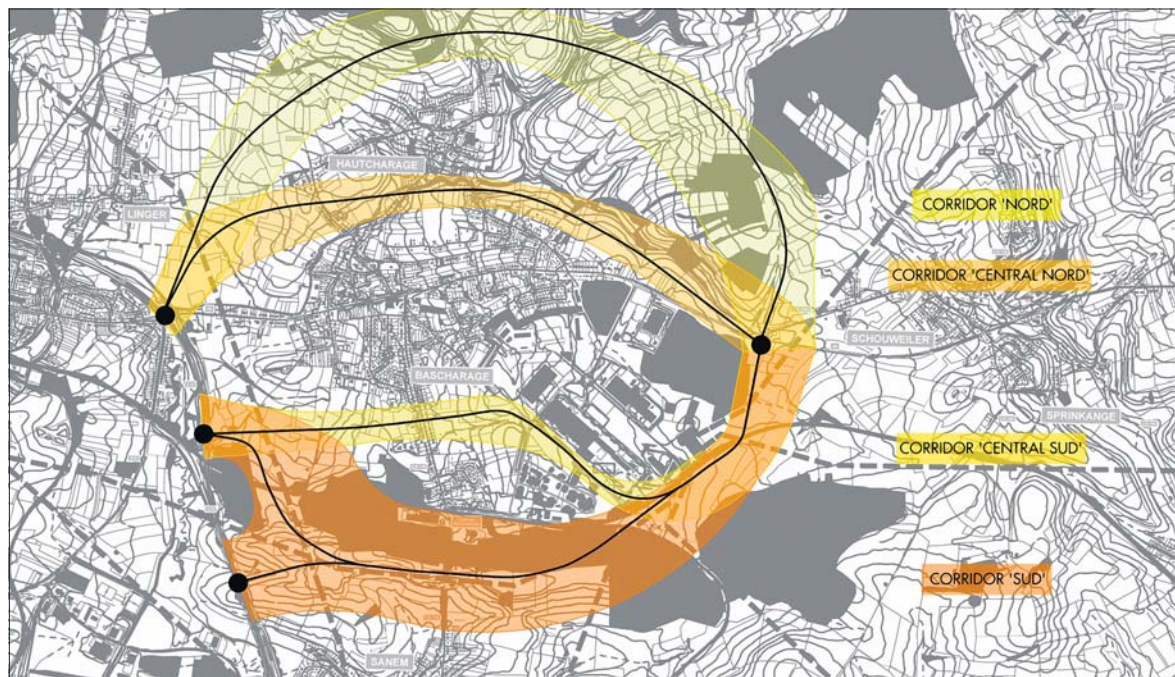 HAUTCHARAGE
LINGER
CORRIDOR 'NORD'
CORRIDOR 'CENTRAL NORD'
SCHOUWEILER
BASCHARAGE
SPRINKANGE
CORRIDOR 'CENTRAL SUD'
CORRIDOR 'SUD'
SANEM